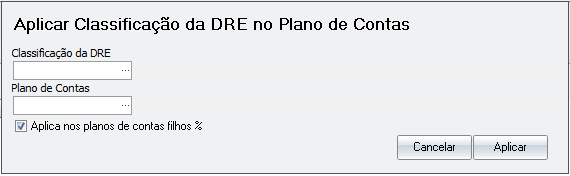 Aplicar Classificação da DRE no Plano de Contas
Classificação da DRE
...
Plano de Contas
...
Aplica nos planos de contas filhos %
Cancelar Aplicar